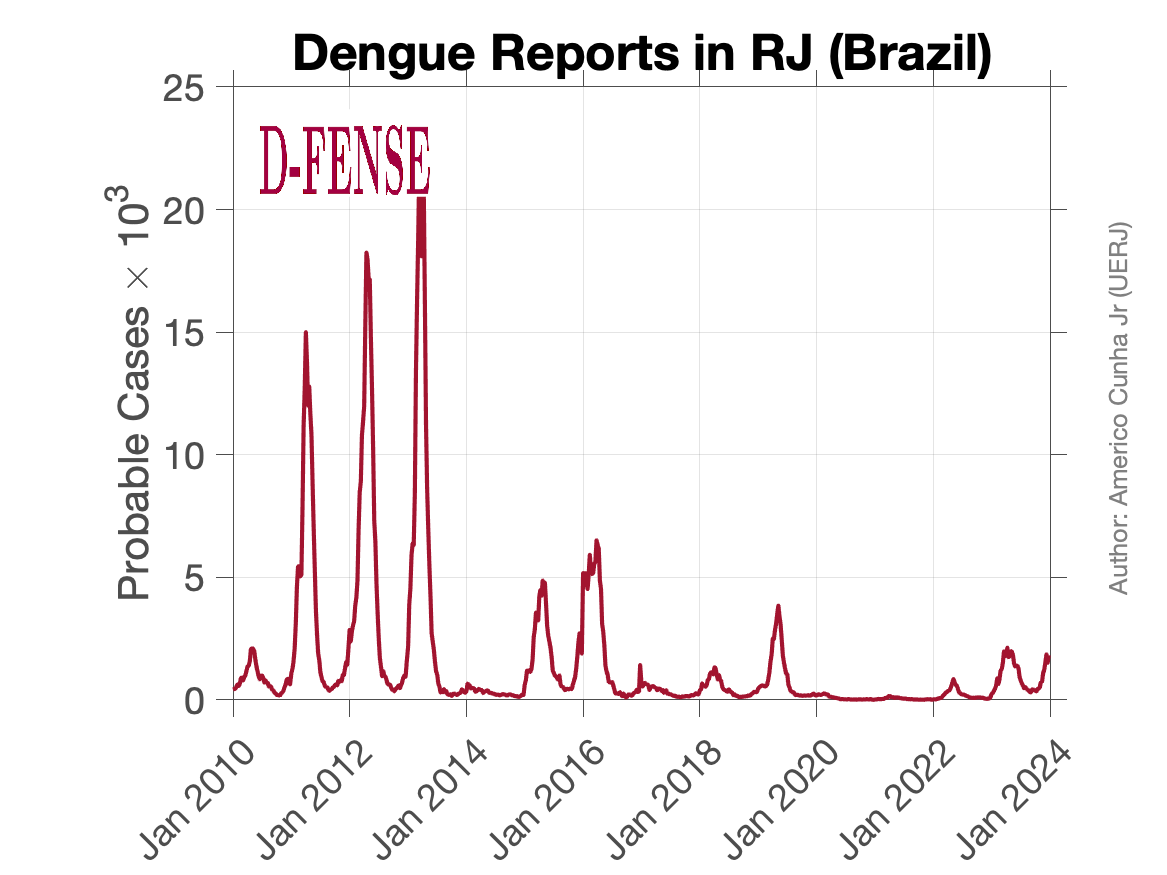 Dengue Reports in RJ (Brazil)
D-FENSE
Probable Cases × 10³
25
20
15
10
5
0
Jan 2010
Jan 2012
Jan 2014
Jan 2016
Jan 2018
Jan 2020
Jan 2022
Jan 2024
Author: Americo Cunha Jr (UERJ)